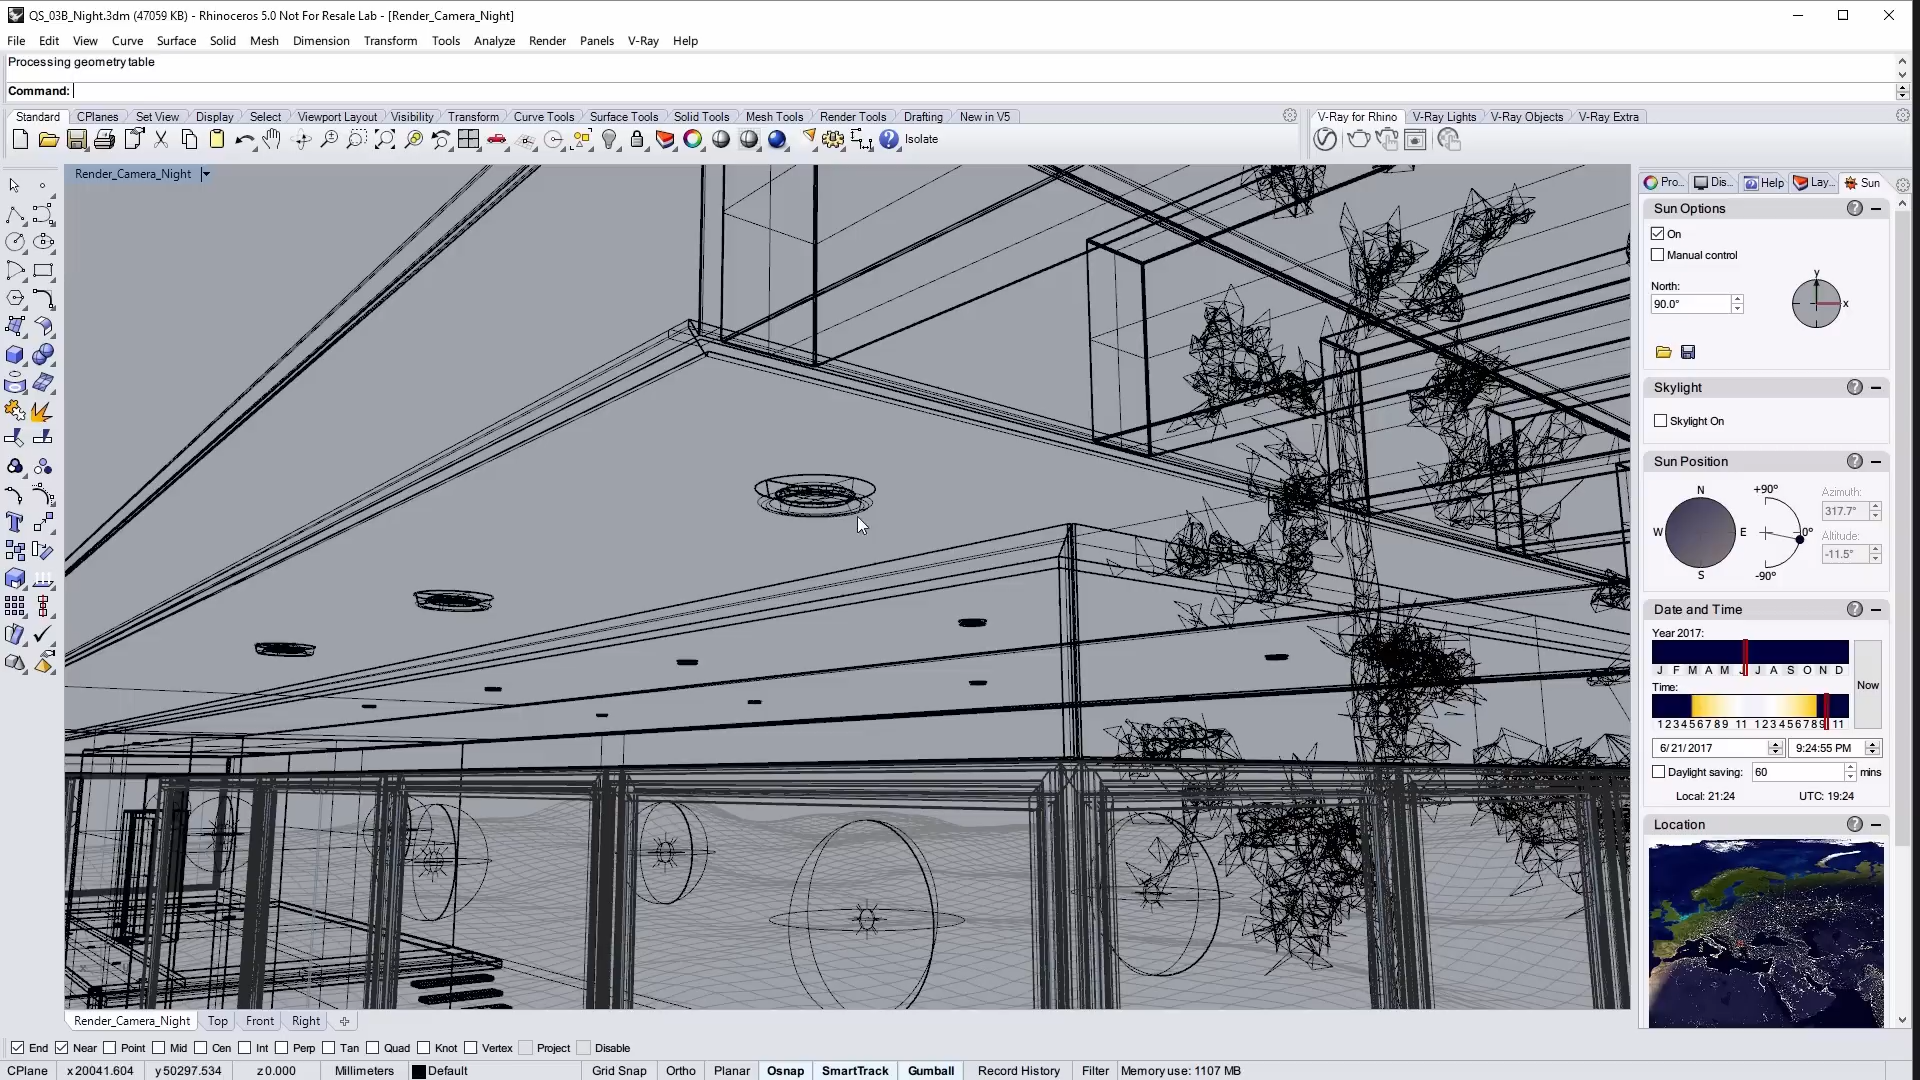 QS_03B_Night.3dm (47059 KB) - Rhinoceros 5.0 Not For Resale Lab - [Render_Camera_Night]
File Edit View Curve Surface Solid Mesh Dimension Transform Tools Analyze Render Panels V-Ray Help
Processing geometry table
Command:
Standard CPlanes Set View Display Select Viewport Layout Visibility Transform Curve Tools Surface Tools Solid Tools Mesh Tools Render Tools Drafting New in V5
V-Ray for Rhino V-Ray Lights V-Ray Objects V-Ray Extra
Isolate
Render_Camera_Night
Pro... Dis... Help Lay... Sun
Sun Options
On
Manual control
North:
90.0°
y
x
Skylight
Skylight On
Sun Position
N
W E
S
+90°
0°
-90°
Azimuth:
317.7°
Altitude:
-11.5°
Date and Time
Year 2017:
J F M A M J J A S O N D
Time:
1 2 3 4 5 6 7 8 9 11 1 2 3 4 5 6 7 8 9 11
Now
6/21/2017 9:24:55 PM
Daylight saving: 60 mins
Local: 21:24 UTC: 19:24
Location
Render_Camera_Night Top Front Right
End Near Point Mid Cen Int Perp Tan Quad Knot Vertex Project Disable
CPlane x 20041.604 y 50297.534 z 0.000 Millimeters Default Grid Snap Ortho Planar Osnap SmartTrack Gumball Record History Filter Memory use: 1107 MB